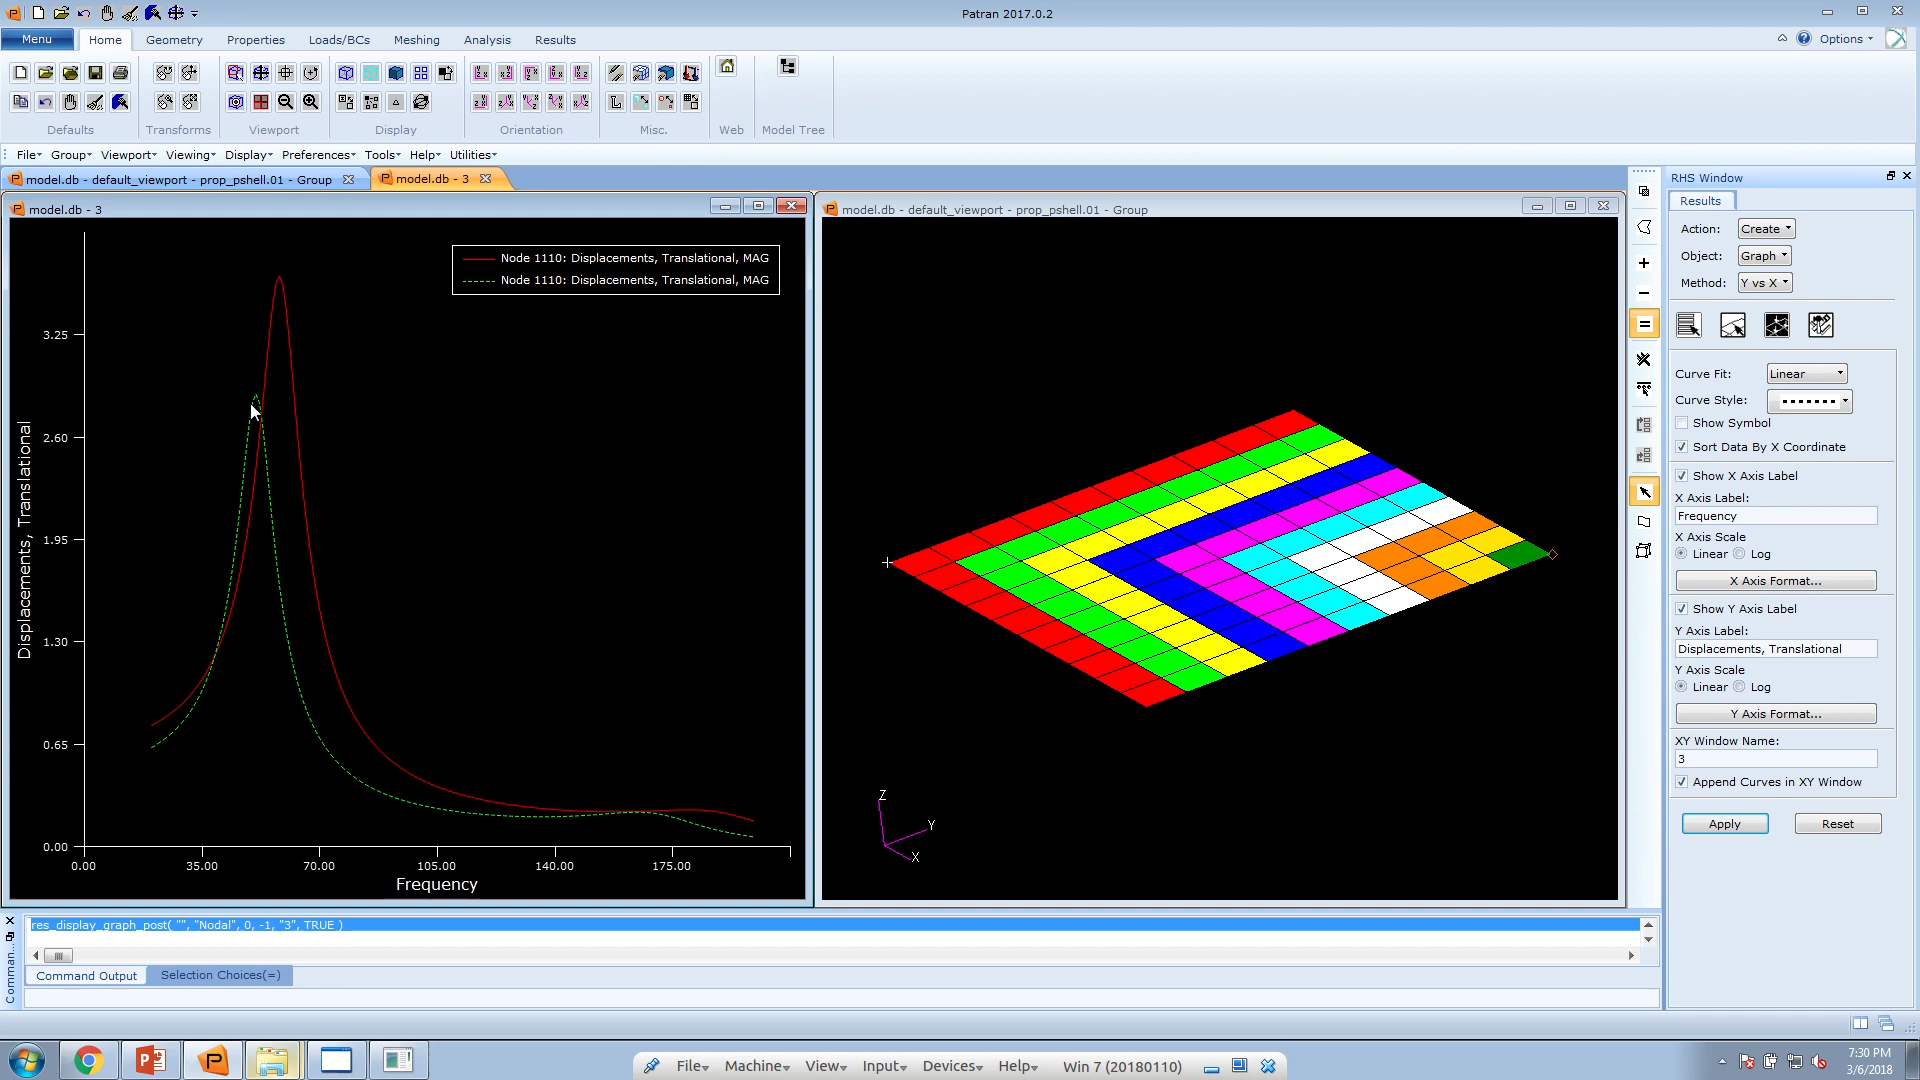 Patran 2017.0.2
Menu Home Geometry Properties Loads/BCs Meshing Analysis Results Options
Defaults Transforms Viewport Display Orientation Misc. Web Model Tree
File Group Viewport Viewing Display Preferences Tools Help Utilities
model.db - default_viewport - prop_pshell.01 - Group
model.db - 3
model.db - 3
Node 1110: Displacements, Translational, MAG
Node 1110: Displacements, Translational, MAG
Displacements, Translational
3.25
2.60
1.95
1.30
0.65
0.00
0.00 35.00 70.00 105.00 140.00 175.00
Frequency
model.db - default_viewport - prop_pshell.01 - Group
Z
Y
X
RHS Window
Results
Action: Create
Object: Graph
Method: Y vs X
Curve Fit: Linear
Curve Style:
Show Symbol
Sort Data By X Coordinate
Show X Axis Label
X Axis Label:
Frequency
X Axis Scale
Linear Log
X Axis Format...
Show Y Axis Label
Y Axis Label:
Displacements, Translational
Y Axis Scale
Linear Log
Y Axis Format...
XY Window Name:
3
Append Curves in XY Window
Apply Reset
Comman...
res_display_graph_post( "", "Nodal", 0, -1, "3", TRUE )
Command Output Selection Choices(=)
File Machine View Input Devices Help Win 7 (20180110)
7:30 PM
3/6/2018